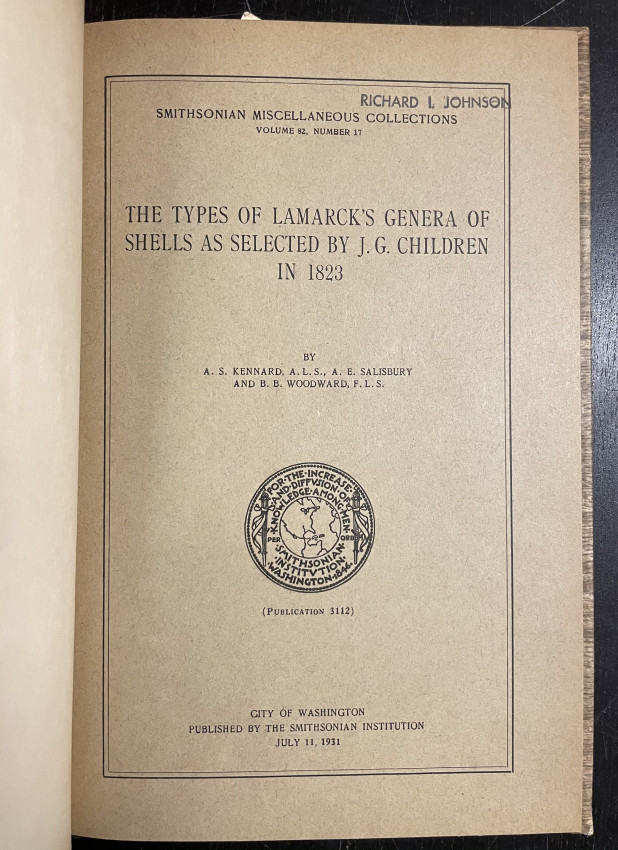 RICHARD I. JOHNSON
SMITHSONIAN MISCELLANEOUS COLLECTIONS
VOLUME 82, NUMBER 17
THE TYPES OF LAMARCK'S GENERA OF
SHELLS AS SELECTED BY J. G. CHILDREN
IN 1823
BY
A. S. KENNARD, A. L. S., A. E. SALISBURY
AND B. B. WOODWARD, F. L. S.
FOR·THE·INCREASE
·AND·DIFFVSION·OF·
KNOWLEDGE·AMONG·MEN
PER ORBEM
·SMITHSONIAN·
·INSTITVTION·
WASHINGTON·1846·
(PUBLICATION 3112)
CITY OF WASHINGTON
PUBLISHED BY THE SMITHSONIAN INSTITUTION
JULY 11, 1931